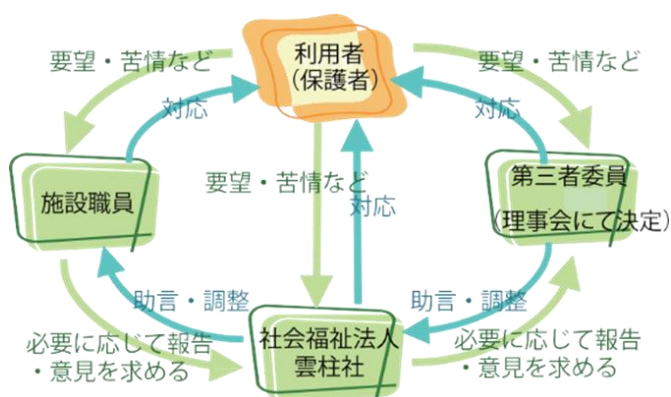 利用者
（保護者）
要望・苦情など
要望・苦情など
対応
対応
施設職員
要望・苦情など
対応
第三者委員
（理事会にて決定）
助言・調整
助言・調整
社会福祉法人
雲柱社
必要に応じて報告
・意見を求める
必要に応じて報告
・意見を求める